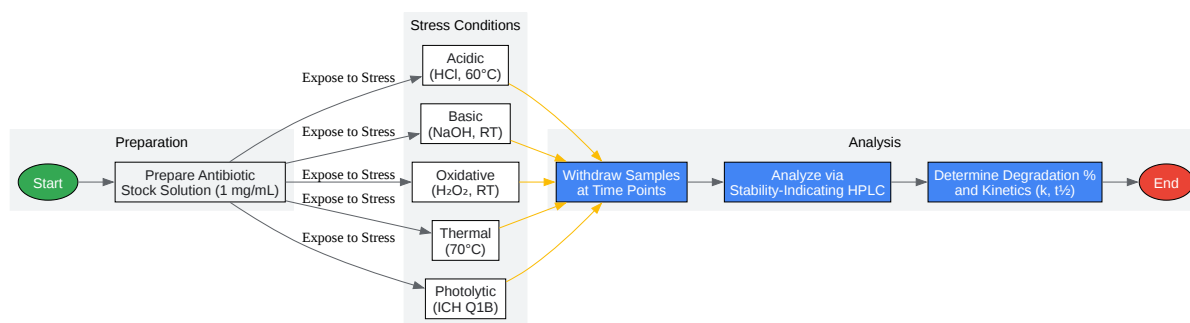 Stress Conditions
Preparation
Start
Prepare Antibiotic
Stock Solution (1 mg/mL)
Expose to Stress
Expose to Stress
Expose to Stress
Expose to Stress
Expose to Stress
Acidic
(HCl, 60°C)
Basic
(NaOH, RT)
Oxidative
(H₂O₂, RT)
Thermal
(70°C)
Photolytic
(ICH Q1B)
Analysis
Withdraw Samples
at Time Points
Analyze via
Stability-Indicating HPLC
Determine Degradation %
and Kinetics (k, t½)
End